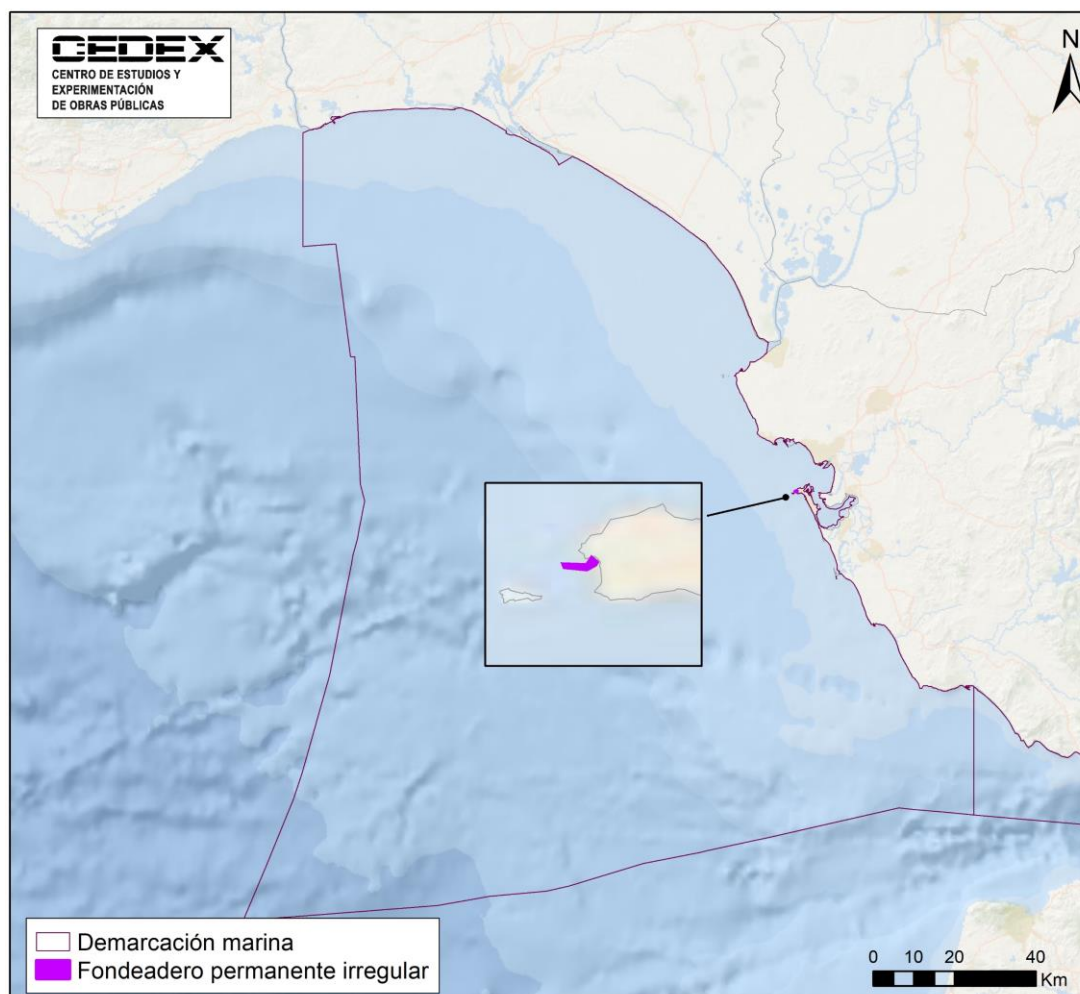 CEDEX
CENTRO DE ESTUDIOS Y
EXPERIMENTACIÓN
DE OBRAS PÚBLICAS
N
Demarcación marina
Fondeadero permanente irregular
0 10 20 40
Km